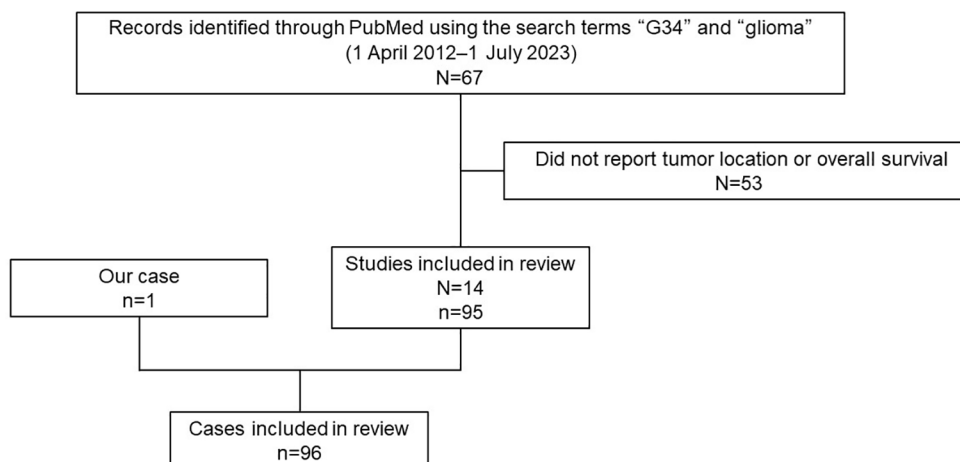 Records identified through PubMed using the search terms “G34” and “glioma”
(1 April 2012–1 July 2023)
N=67
Did not report tumor location or overall survival
N=53
Our case
n=1
Studies included in review
N=14
n=95
Cases included in review
n=96